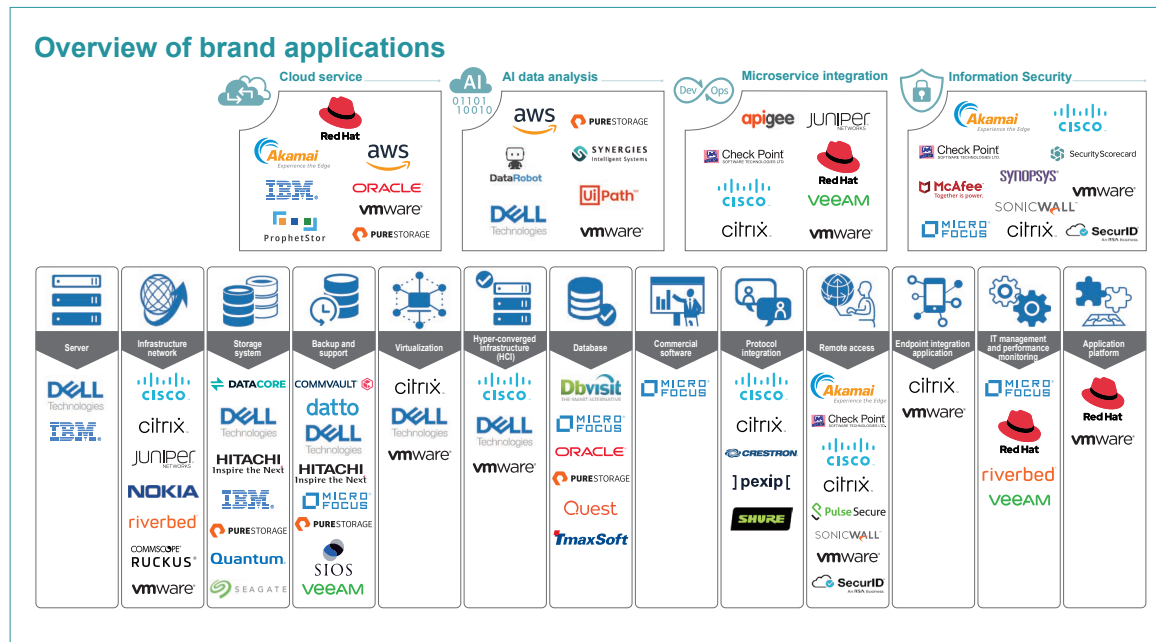 Overview of brand applications
Cloud service
Red Hat
Akamai
Experience the Edge
aws
IBM
ORACLE
vmware
ProphetStor
PURESTORAGE
AI
01101
10010
AI data analysis
aws
PURESTORAGE
DataRobot
SYNERGIES
Intelligent Systems
UiPath
DELL
Technologies
vmware
Dev Ops
Microservice integration
apigee
JUNIPER
NETWORKS
Check Point
SOFTWARE TECHNOLOGIES LTD.
Red Hat
CISCO
veeAM
citrix
vmware
Information Security
Akamai
Experience the Edge
CISCO
Check Point
SOFTWARE TECHNOLOGIES LTD.
SecurityScorecard
SYNOPSYS
McAfee
Together is power.
vmware
SONICWALL
MICRO
FOCUS
citrix
SecurID
An RSA Business
Server
DELL
Technologies
IBM
Infrastructure
network
CISCO
citrix
JUNIPER
NETWORKS
NOKIA
riverbed
COMMSCOPE
RUCKUS
vmware
Storage
system
DATACORE
DELL
Technologies
HITACHI
Inspire the Next
IBM
PURESTORAGE
Quantum
SEAGATE
Backup and
support
COMMVAULT
datto
DELL
Technologies
HITACHI
Inspire the Next
MICRO
FOCUS
PURESTORAGE
SIOS
veeAM
Virtualization
citrix
DELL
Technologies
vmware
Hyper-converged
infrastructure
(HCI)
CISCO
DELL
Technologies
vmware
Database
Dbvisit
THE SMART ALTERNATIVE
MICRO
FOCUS
ORACLE
PURESTORAGE
Quest
TmaxSoft
Commercial
software
MICRO
FOCUS
Protocol
integration
CISCO
citrix
CRESTRON
]pexip[
SHURE
Remote access
Akamai
Experience the Edge
Check Point
SOFTWARE TECHNOLOGIES LTD.
CISCO
citrix
Pulse Secure
SONICWALL
vmware
SecurID
An RSA Business
Endpoint integration
application
citrix
vmware
IT management
and performance
monitoring
MICRO
FOCUS
Red Hat
riverbed
veeAM
Application
platform
Red Hat
vmware